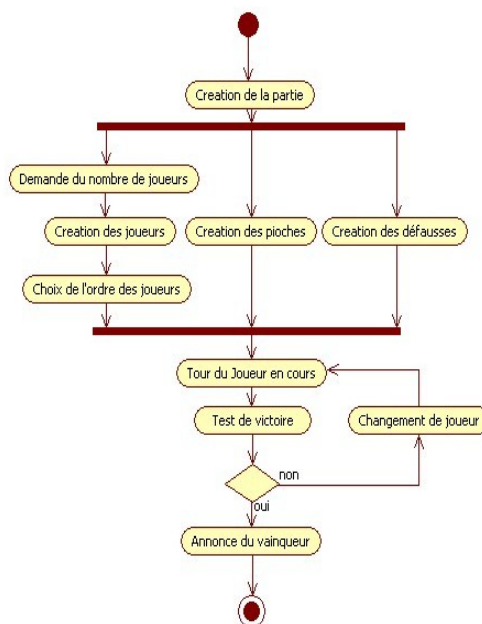 Creation de la partie
Demande du nombre de joueurs
Creation des joueurs
Creation des pioches
Creation des défausses
Choix de l'ordre des joueurs
Tour du Joueur en cours
Test de victoire
Changement de joueur
non
oui
Annonce du vainqueur